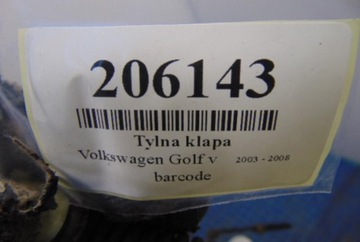 206143
Tylna klapa
Volkswagen Golf v 2003 - 2008
barcode